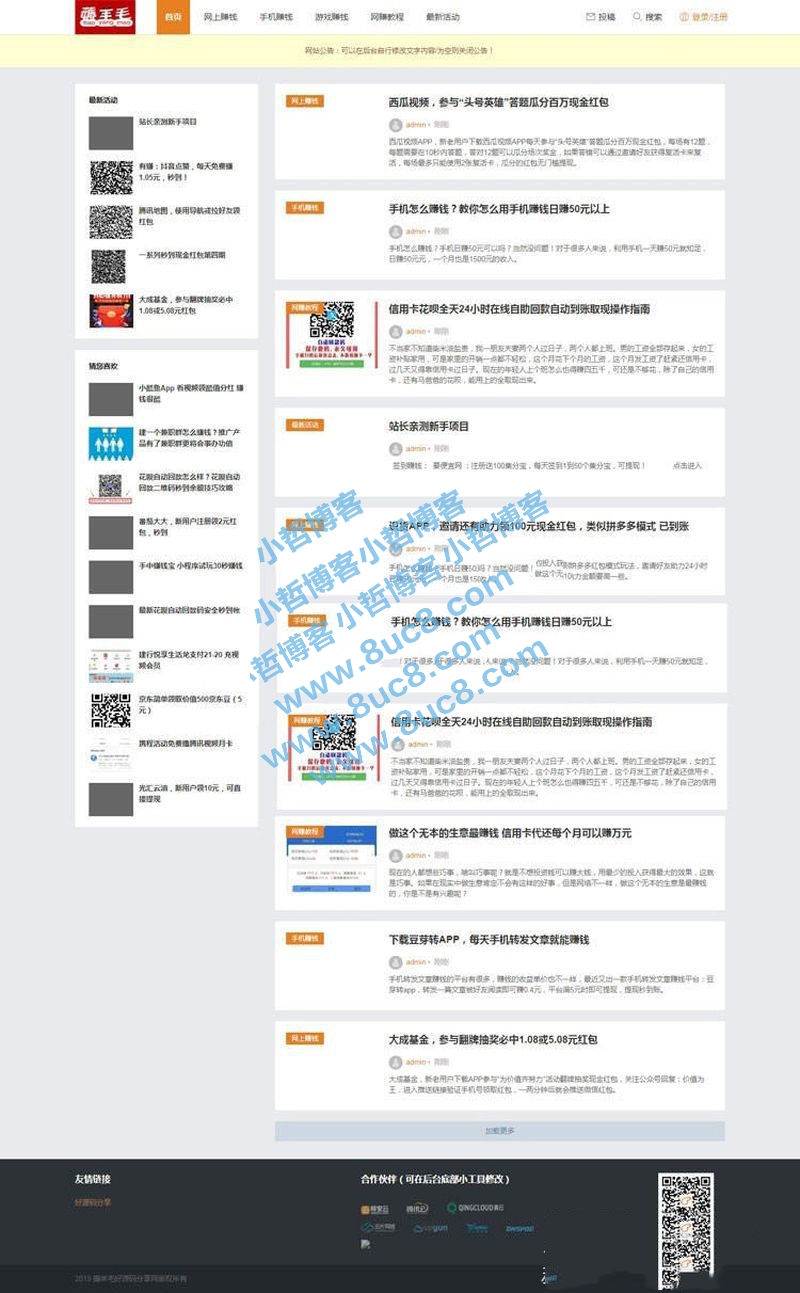 薅羊毛
首页 网上赚钱 手机赚钱 游戏赚钱 网赚教程 最新活动 投稿 搜索 登录/注册
网站公告：可以在后台自行修改文字内容/为空则关闭公告！
最新活动
站长亲测新手项目
有赚：抖音点赞，每天免费赚
1.05元，秒到！
腾讯地图，使用导航或拉好友领
红包
一系列秒到现金红包第四期
大成基金，参与翻牌抽奖必中
1.08或5.08元红包
猜您喜欢
建一个兼职群怎么赚钱？推广产
品有了兼职群更将会事办功倍
花呗自动回款怎么样？花呗自动
回款二维码秒到余额技巧攻略
番茄大大，新用户注册领2元红
包，秒到
手中赚钱宝 小程序试玩30秒赚钱
最新花呗自动回款码安全秒到帐
建行悦享生活龙支付21-20 充视
频会员
京东简单领取价值500京东豆（5
元）
携程活动免费撸腾讯视频月卡
光汇云油，新用户领10元，可直
接提现
网上赚钱
西瓜视频，参与“头号英雄”答题瓜分百万现金红包
admin • 刚刚
西瓜视频APP，新老用户下载西瓜视频APP每天参与“头号英雄”答题瓜分百万现金红包，每场有12题，
每题需要在10秒内答题，答对12题可以瓜分场次奖金，如果答错可以通过邀请好友获得复活卡来复
活，每场最多只能使用2张复活卡，瓜分的红包无门槛提现。
手机赚钱
手机怎么赚钱？教你怎么用手机赚钱日赚50元以上
admin • 刚刚
手机怎么赚钱？手机日赚50元可以吗？当然没问题！对于很多人来说，利用手机一天赚50元就知足，
日赚50元元，一个月也是1500元的收入。
网赚教程
信用卡花呗全天24小时在线自助回款自动到账取现操作指南
admin • 刚刚
不当家不知道柴米油盐贵，我一朋友夫妻两个人过日子，两个人都上班。男的工资全部存起来，女的工
资补贴家用，可是家里的开销一点都不轻松，这个月花下个月的工资，这个月发工资了赶紧还信用卡，
过几天又得靠信用卡过日子。现在的年轻人上个班怎么也得赚四五千，可还是不够花，除了自己的信用
卡，还有马爸爸的花呗，能用上的全取现出来。
最新活动
站长亲测新手项目
admin • 刚刚
签到赚钱： 要便宜网：注册送100集分宝，每天签到1到50个集分宝，可提现！ 点击进入
APP，邀请还有助力领100元现金红包，类似拼多多模式 已到账
手机赚钱
手机怎么赚钱？教你怎么用手机赚钱日赚50元以上
网赚教程
信用卡花呗全天24小时在线自助回款自动到账取现操作指南
admin • 刚刚
不当家不知道柴米油盐贵，我一朋友夫妻两个人过日子，两个人都上班。男的工资全部存起来，女的工
资补贴家用，可是家里的开销一点都不轻松，这个月花下个月的工资，这个月发工资了赶紧还信用卡，
过几天又得靠信用卡过日子。现在的年轻人上个班怎么也得赚四五千，可还是不够花，除了自己的信用
卡，还有马爸爸的花呗，能用上的全取现出来。
网赚教程
做这个无本的生意最赚钱 信用卡代还每个月可以赚万元
admin • 刚刚
现在的人都想些巧事，啥叫巧事呢？就是不想投资钱可以赚大钱，用最少的投入获得最大的效果，这就
是巧事。如果在现实中做生意肯定不会有这样的好事，但是网络不一样，做这个无本的生意是最赚钱
的，你是不是有兴趣呢？
手机赚钱
下载豆芽转APP，每天手机转发文章就能赚钱
admin • 刚刚
手机转发文章赚钱的平台有很多，赚钱的收益单价也不一样，最近又出一款手机转发文章赚钱平台：豆
芽转app，转发一篇文章被好友阅读即可赚0.4元，平台满5元时即可提现，提现秒到账。
网上赚钱
大成基金，参与翻牌抽奖必中1.08或5.08元红包
admin • 刚刚
大成基金，新老用户下载APP参与“为价值齐努力”活动翻牌抽奖现金红包，关注公众号回复：价值为
王，进入推送链接验证手机号领取红包，一两分钟后就会推送微信红包。
加载更多
小哲博客
小哲博客小哲博客
小哲博客 小哲博客
www.8uc8.com
www.8uc8.com
www.8uc8.com
友情链接
好源码分享
合作伙伴（可在后台底部小工具修改）
阿里云 腾讯云 QINGCLOUD青云